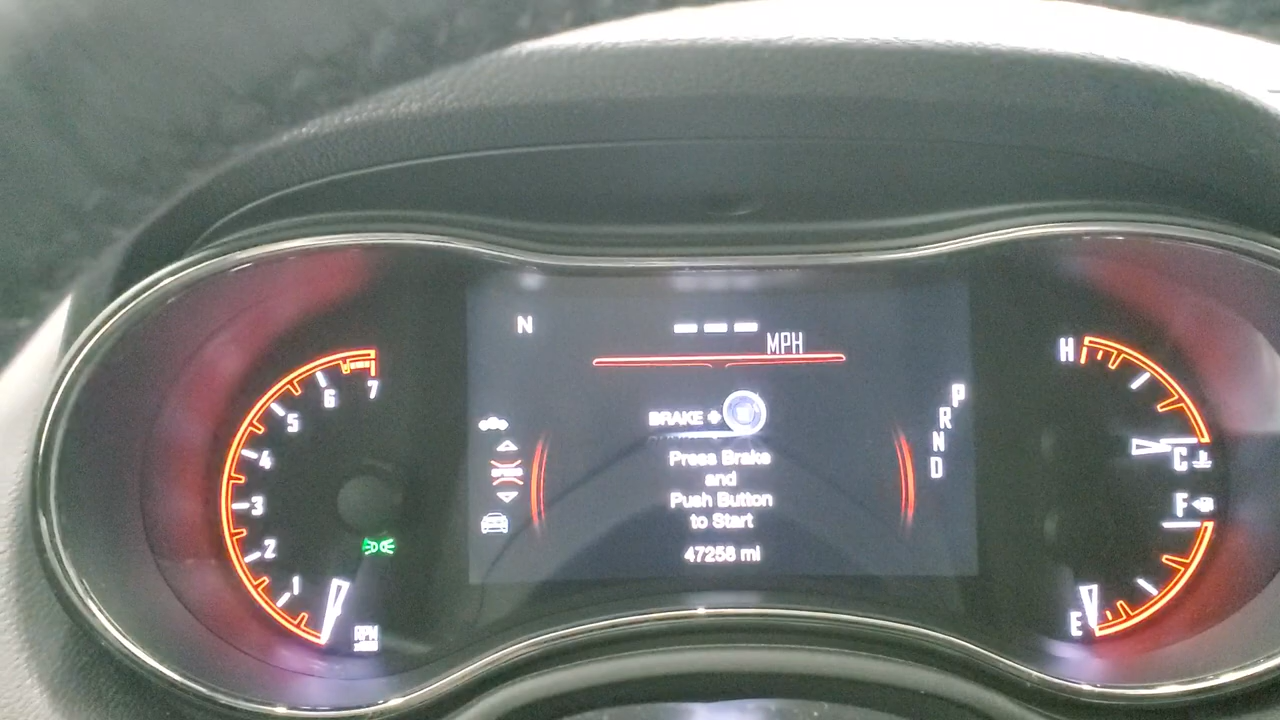 N
MPH
BRAKE +
Press Brake
and
Push Button
to Start
47258 mi
P
R
N
D
7
6
5
4
3
2
1
RPM
H
C
F
E